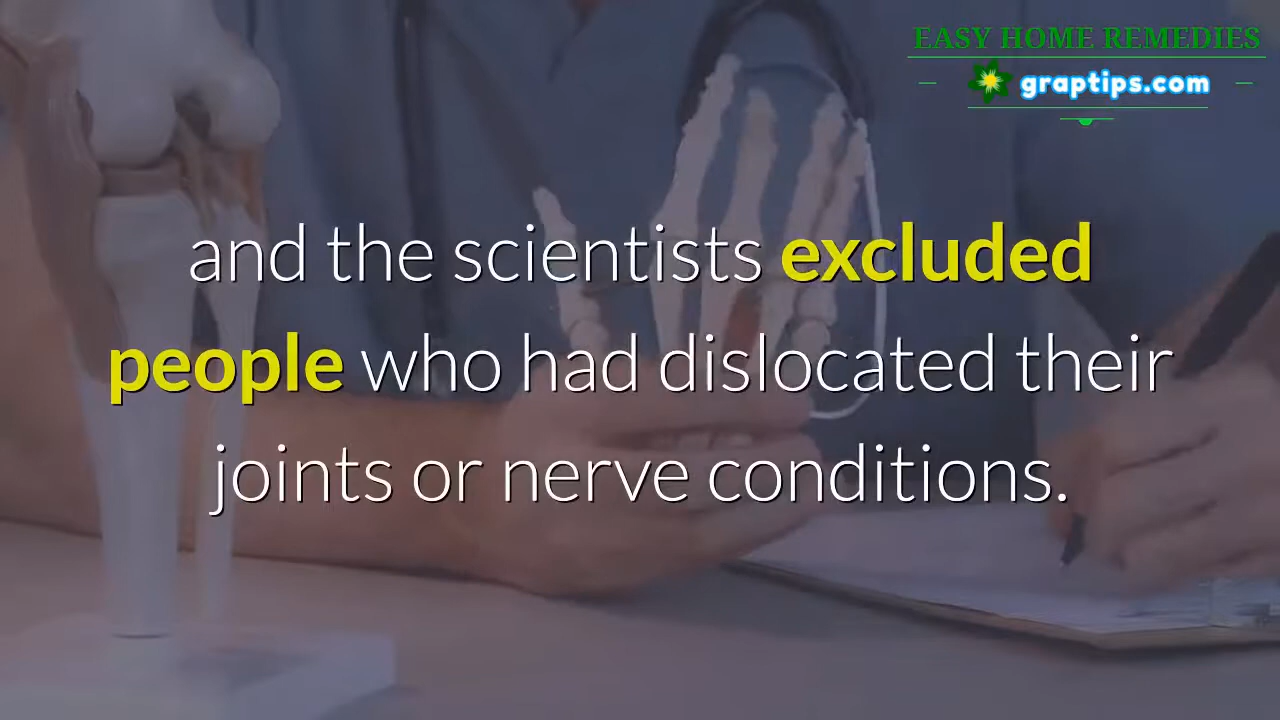 EASY HOME REMEDIES
graptips.com
and the scientists excluded
people who had dislocated their
joints or nerve conditions.